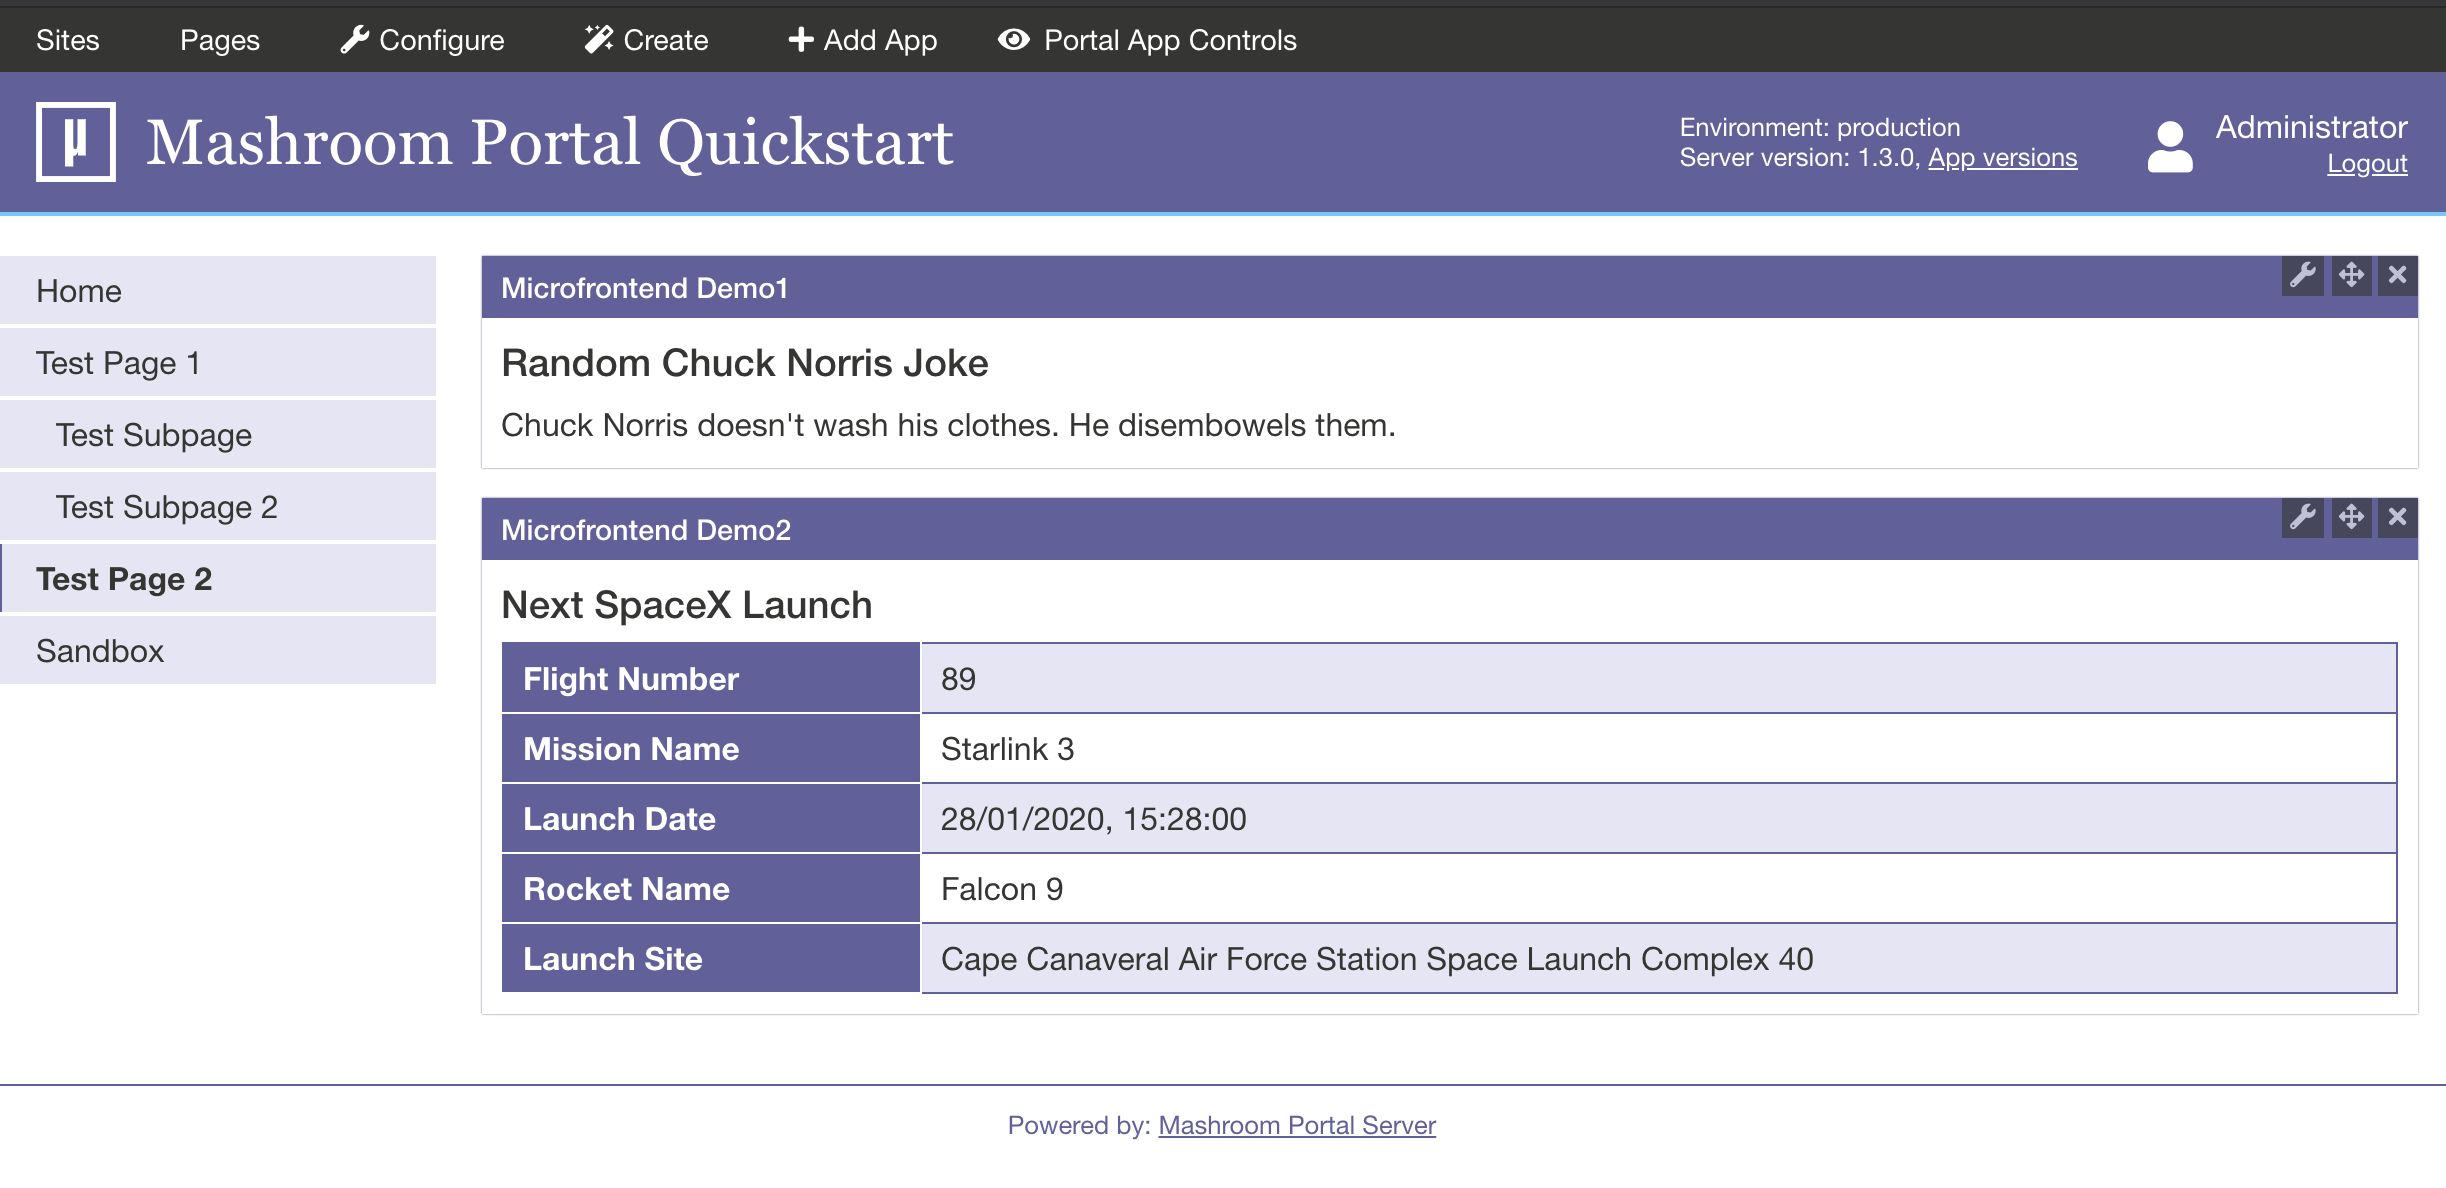 Sites Pages Configure Create Add App Portal App Controls
µ Mashroom Portal Quickstart
Environment: production
Server version: 1.3.0, App versions
Administrator
Logout
Home
Test Page 1
Test Subpage
Test Subpage 2
Test Page 2
Sandbox
Microfrontend Demo1
Random Chuck Norris Joke
Chuck Norris doesn't wash his clothes. He disembowels them.
Microfrontend Demo2
Next SpaceX Launch
Flight Number 89
Mission Name Starlink 3
Launch Date 28/01/2020, 15:28:00
Rocket Name Falcon 9
Launch Site Cape Canaveral Air Force Station Space Launch Complex 40
Powered by: Mashroom Portal Server